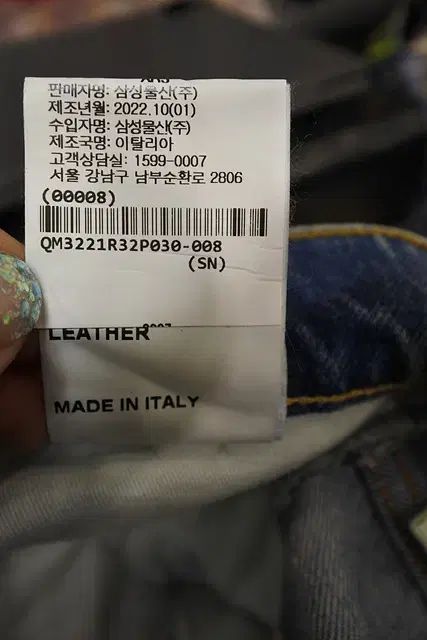 판매자명: 삼성물산(주)
제조년월: 2022.10(01)
수입자명: 삼성물산(주)
제조국명: 이탈리아
고객상담실: 1599-0007
서울 강남구 남부순환로 2806
(00008)
QM3221R32P030-008
(SN)
LEATHER
MADE IN ITALY